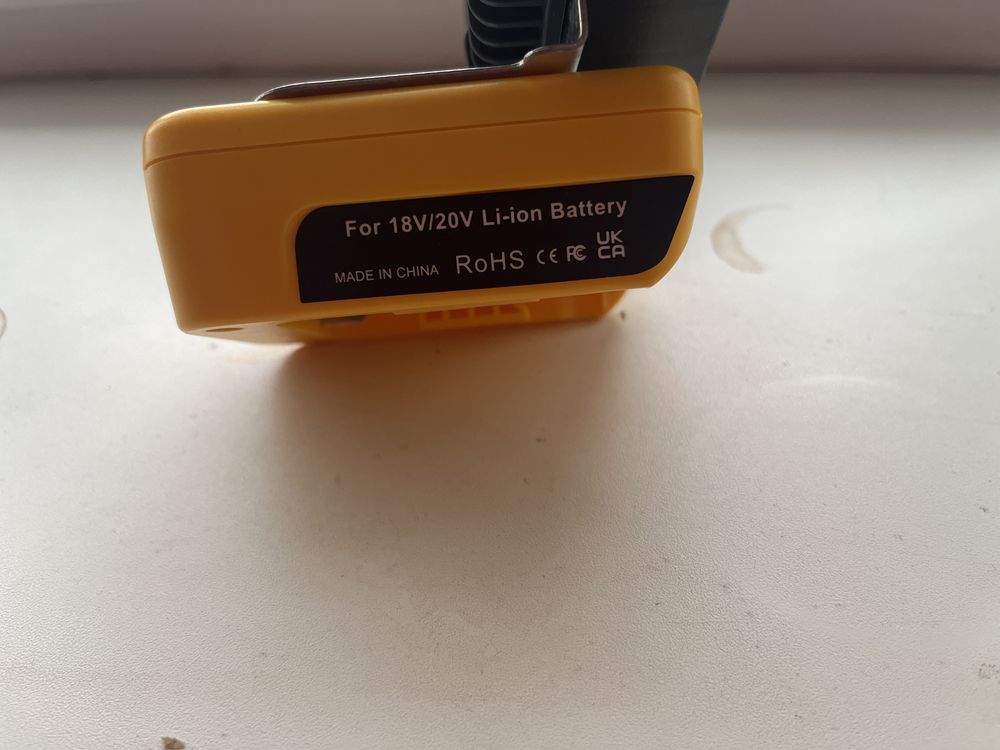 For 18V/20V Li-ion Battery
MADE IN CHINA RoHS CE FC UK CA